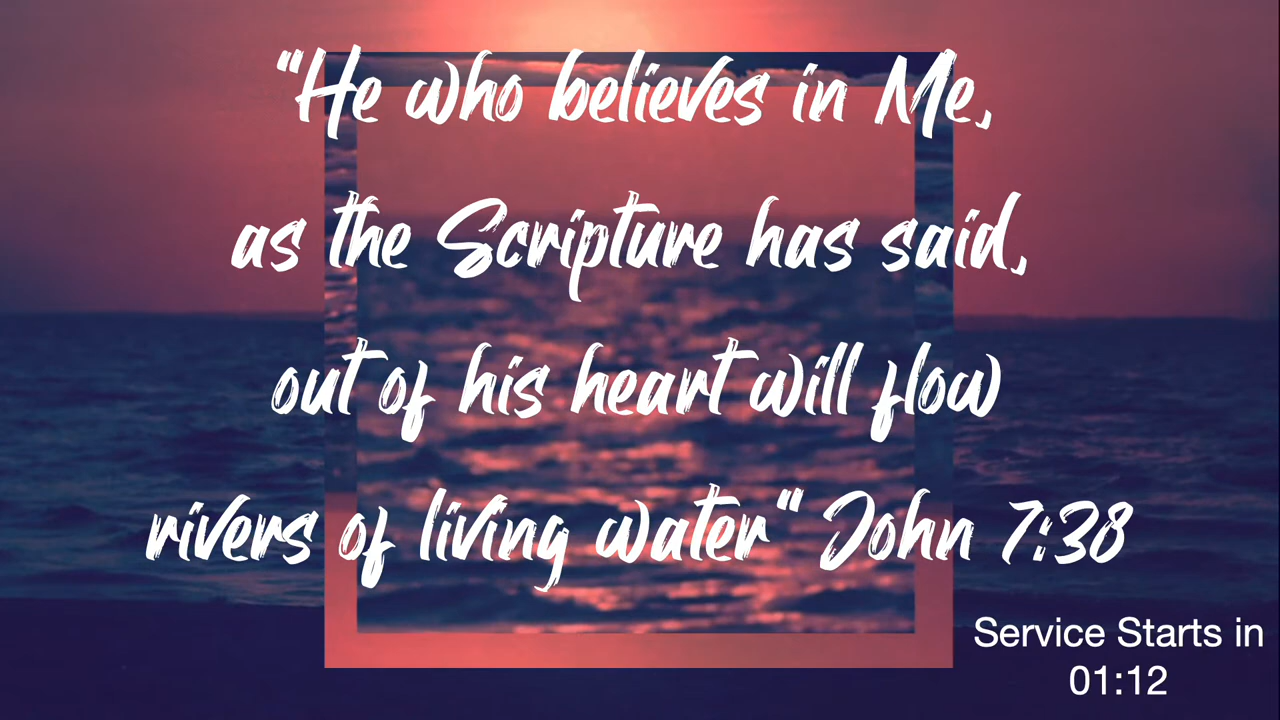 “He who believes in Me,
as the Scripture has said,
out of his heart will flow
rivers of living water“ John 7:38
Service Starts in
01:12